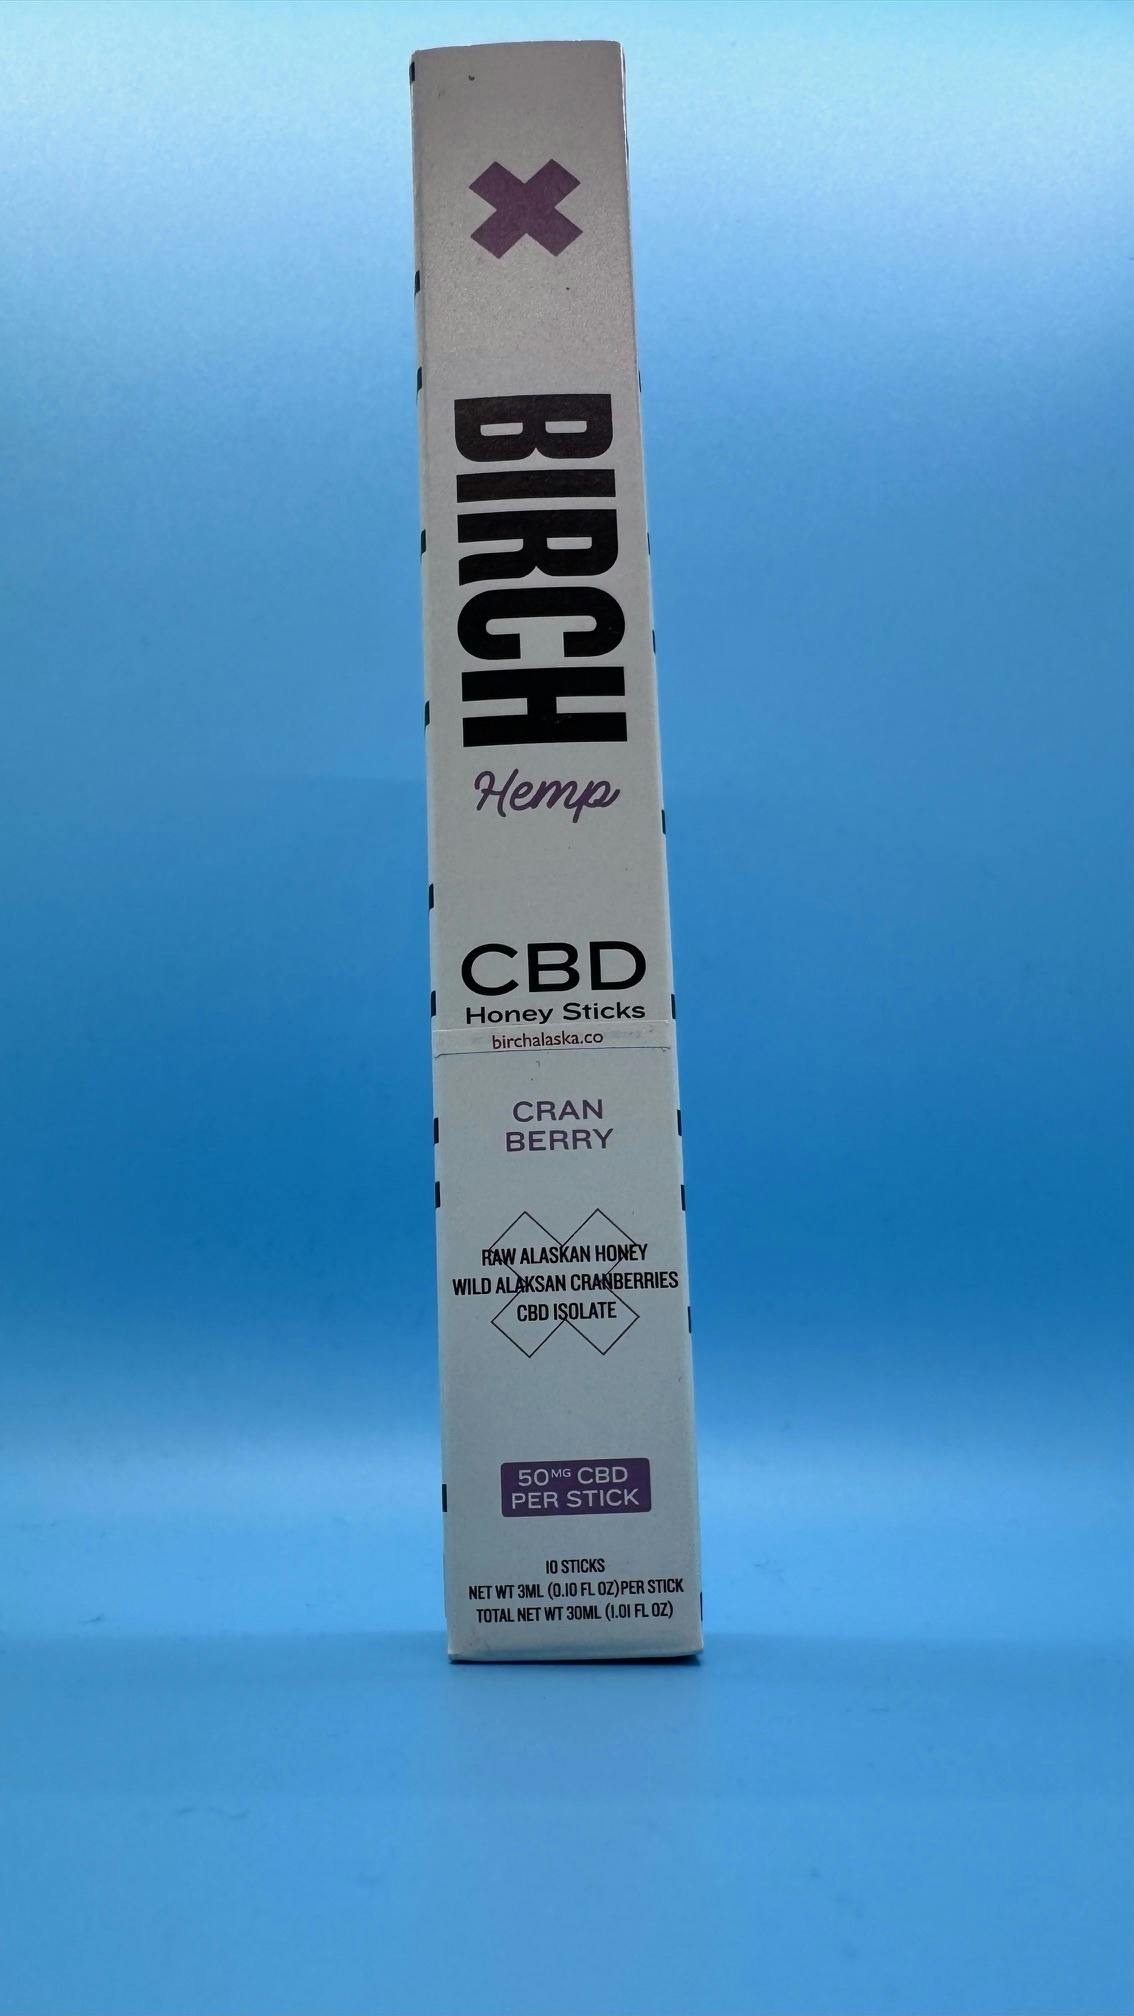 BIRCH
Hemp
CBD
Honey Sticks
birchalaska.co
CRAN
BERRY
RAW ALASKAN HONEY
WILD ALAKSAN CRANBERRIES
CBD ISOLATE
50MG CBD
PER STICK
10 STICKS
NET WT 3ML (0.10 FL OZ)PER STICK
TOTAL NET WT 30ML (1.01 FL OZ)